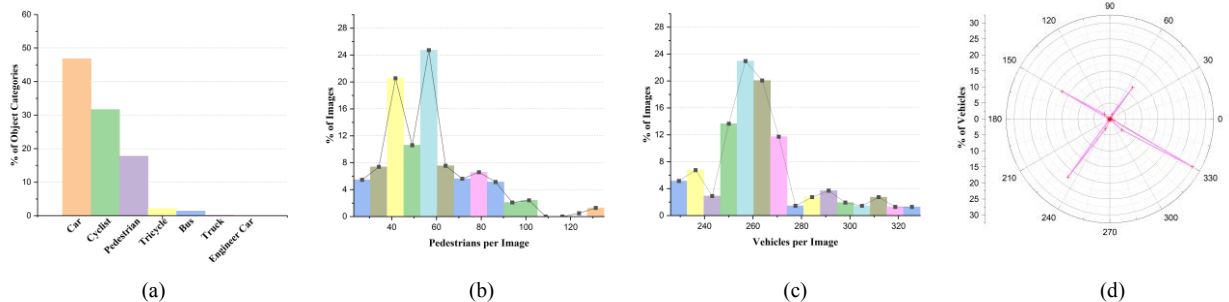 60
50
40
30
20
10
0
% of Object Categories
Car
Cyclist
Pedestrian
Tricycle
Bus
Truck
Engineer Car
(a)
28
24
20
16
12
8
4
0
% of Images
40 60 80 100 120
Pedestrians per Image
(b)
28
24
20
16
12
8
4
0
% of Images
240 260 280 300 320
Vehicles per Image
(c)
30
25
20
15
10
5
0
5
10
15
20
25
30
% of Vehicles
90
120 60
150 30
180 0
210 330
240 300
270
(d)